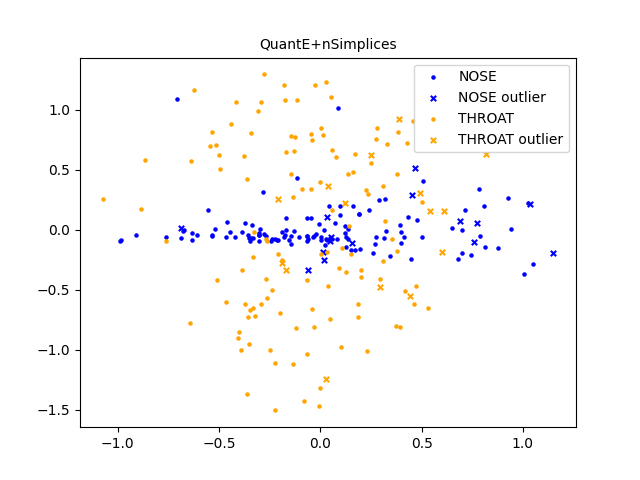 QuantE+nSimplices
NOSE
NOSE outlier
THROAT
THROAT outlier
1.0
0.5
0.0
−0.5
−1.0
−1.5
−1.0 −0.5 0.0 0.5 1.0